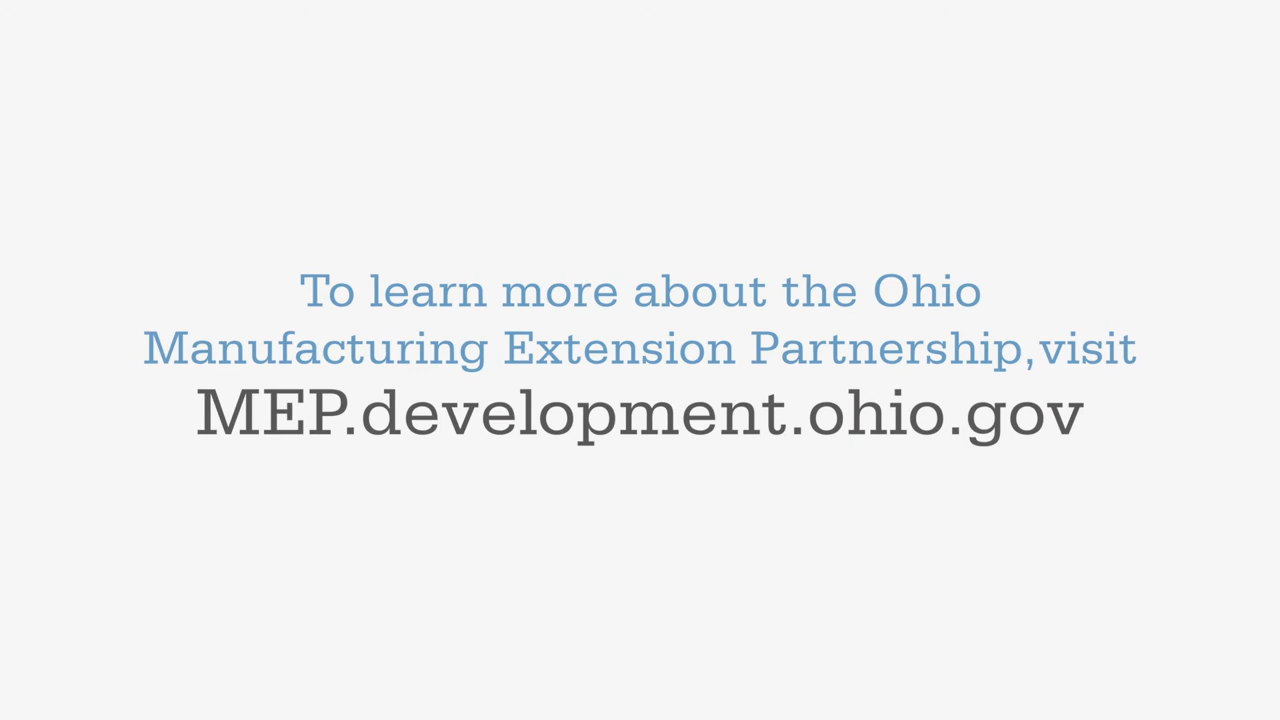 To learn more about the Ohio
Manufacturing Extension Partnership,visit
MEP.development.ohio.gov